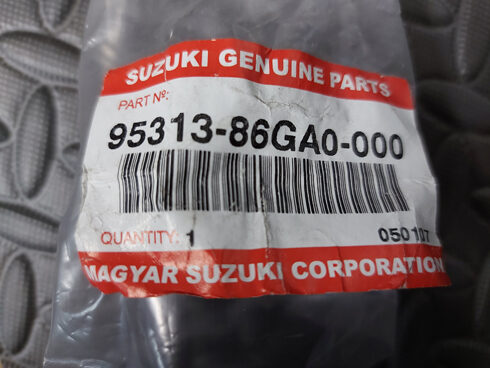 SUZUKI GENUINE PARTS
PART Nº:
95313-86GA0-000
QUANTITY: 1
050107
MAGYAR SUZUKI CORPORATION